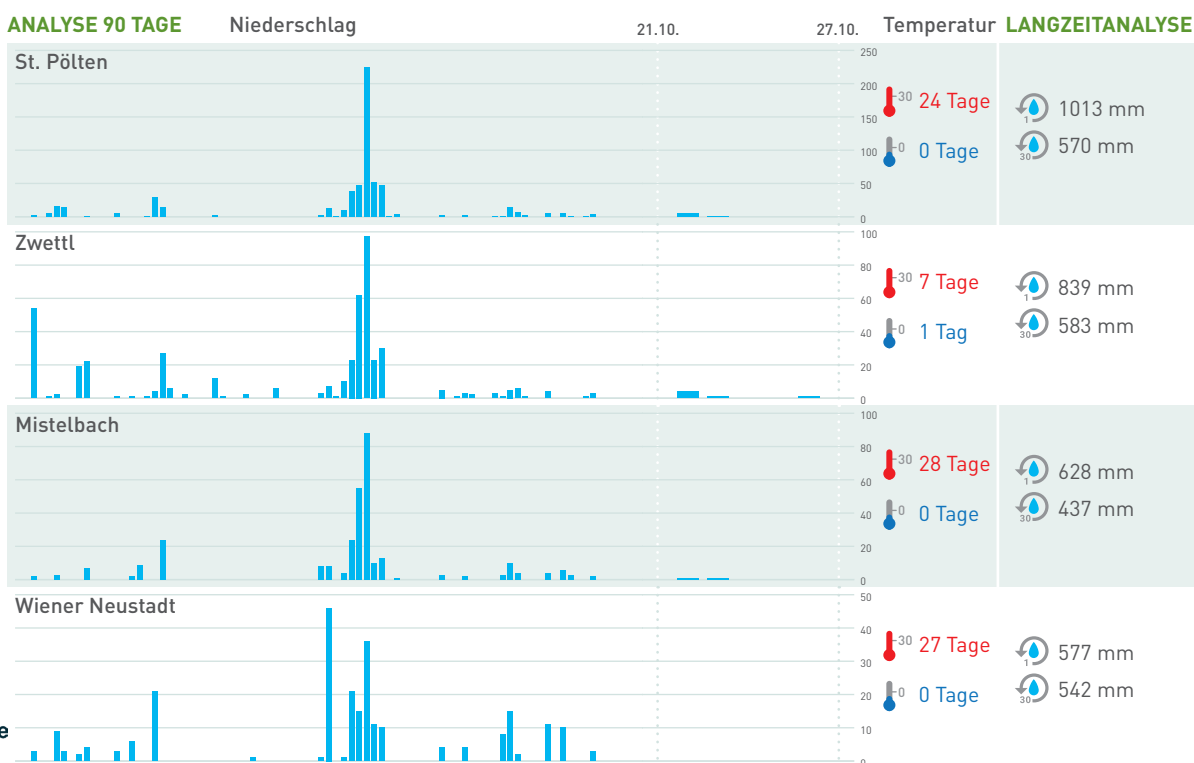 ANALYSE 90 TAGE Niederschlag 21.10. 27.10. Temperatur LANGZEITANALYSE
St. Pölten
250
200
150
100
50
0
30 24 Tage
0 0 Tage
1 1013 mm
30 570 mm
Zwettl
100
80
60
40
20
0
30 7 Tage
0 1 Tag
1 839 mm
30 583 mm
Mistelbach
100
80
60
40
20
0
30 28 Tage
0 0 Tage
1 628 mm
30 437 mm
Wiener Neustadt
50
40
30
20
10
0
30 27 Tage
0 0 Tage
1 577 mm
30 542 mm
e